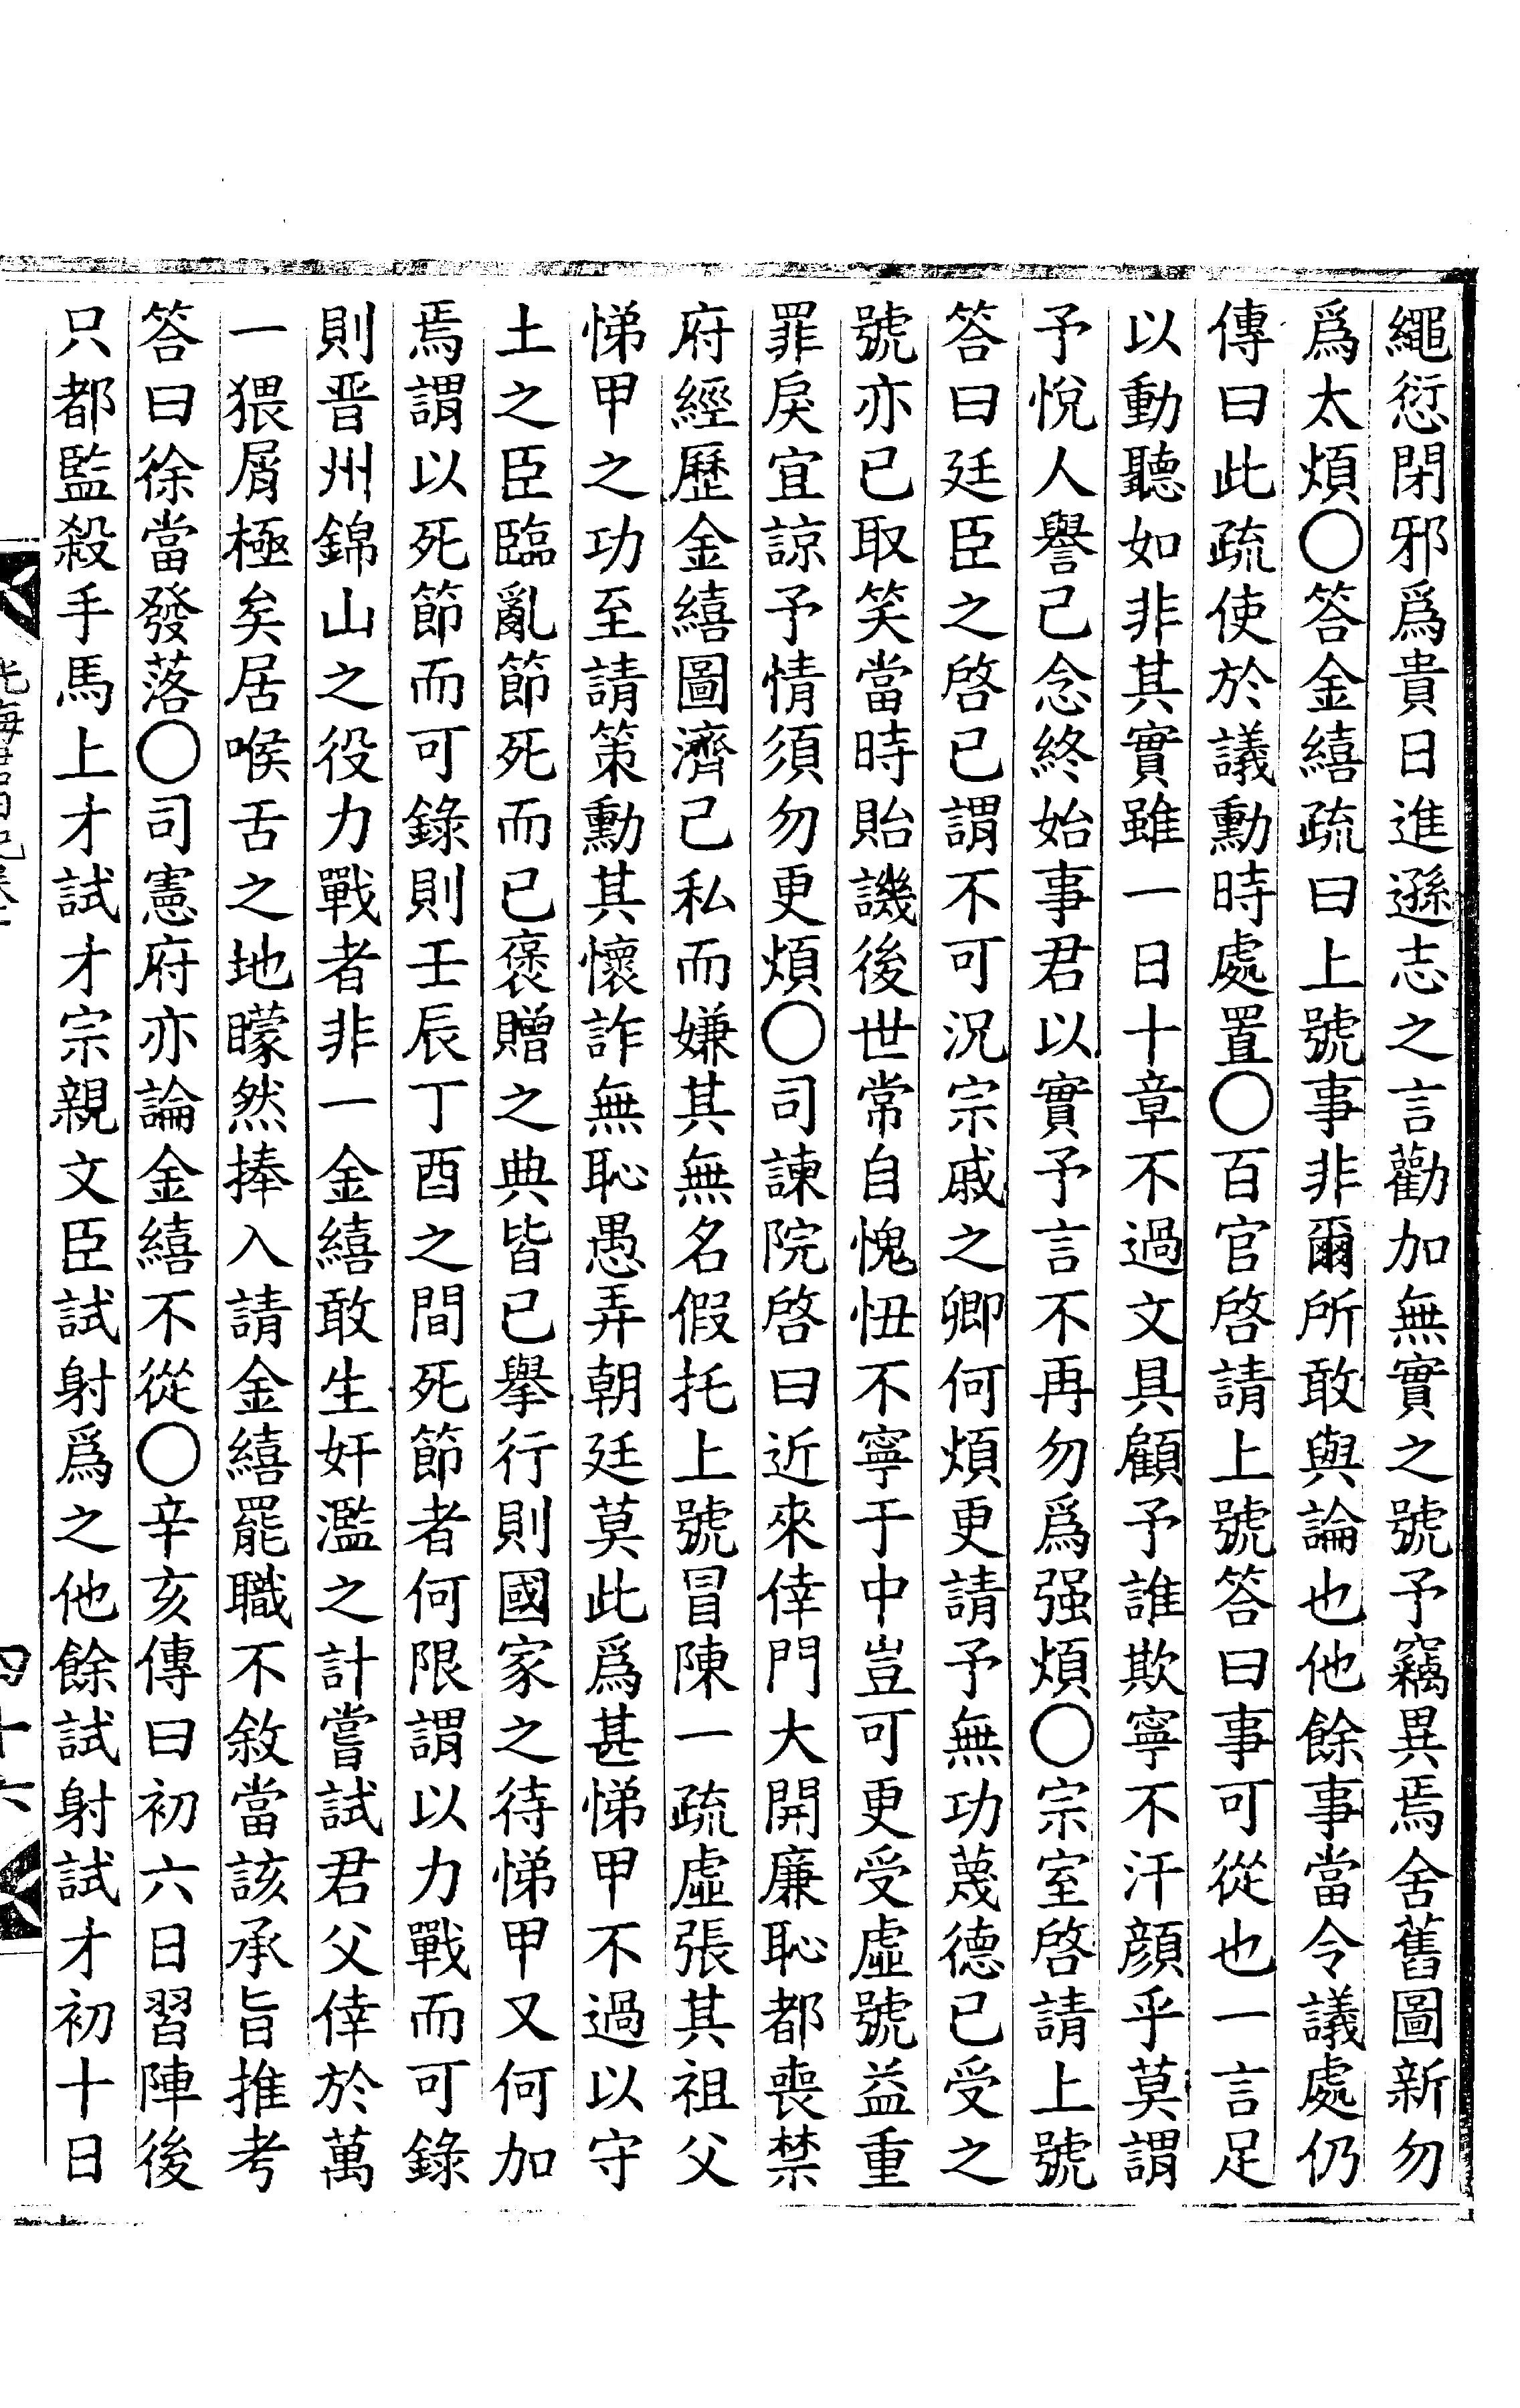 繩愆閉邪爲貴日進遜志之言勸加無實之號予竊異焉舍舊圖新勿
爲太煩○答金繥疏曰上號事非爾所敢與論也他餘事當令議處仍
傳曰此疏使於議勳時處置○百官啓請上號答曰事可從也一言足
以動聽如非其實雖一日十章不過文具顧予誰欺寧不汗顔乎莫謂
予悅人譽己念終始事君以實予言不再勿爲强煩○宗室啓請上號
答曰廷臣之啓已謂不可況宗戚之卿何煩更請予無功蔑德已受之
號亦已取笑當時貽譏後世常自愧忸不寧于中豈可更受虛號益重
罪戾宜諒予情須勿更煩○司諫院啓曰近來倖門大開廉恥都喪禁
府經歷金繥圖濟己私而嫌其無名假托上號冒陳一疏虛張其祖父
悌甲之功至請策勳其懷詐無恥愚弄朝廷莫此爲甚悌甲不過以守
土之臣臨亂節死而已褒贈之典皆已擧行則國家之待悌甲又何加
焉謂以死節而可錄則壬辰丁酉之間死節者何限謂以力戰而可錄
則晋州錦山之役力戰者非一金繥敢生奸濫之計嘗試君父倖於萬
一猥屑極矣居喉舌之地矇然捧入請金繥罷職不敘當該承旨推考
答曰徐當發落○司憲府亦論金繥不從○辛亥傳曰初六日習陣後
只都監殺手馬上才試才宗親文臣試射爲之他餘試射試才初十日
四十六